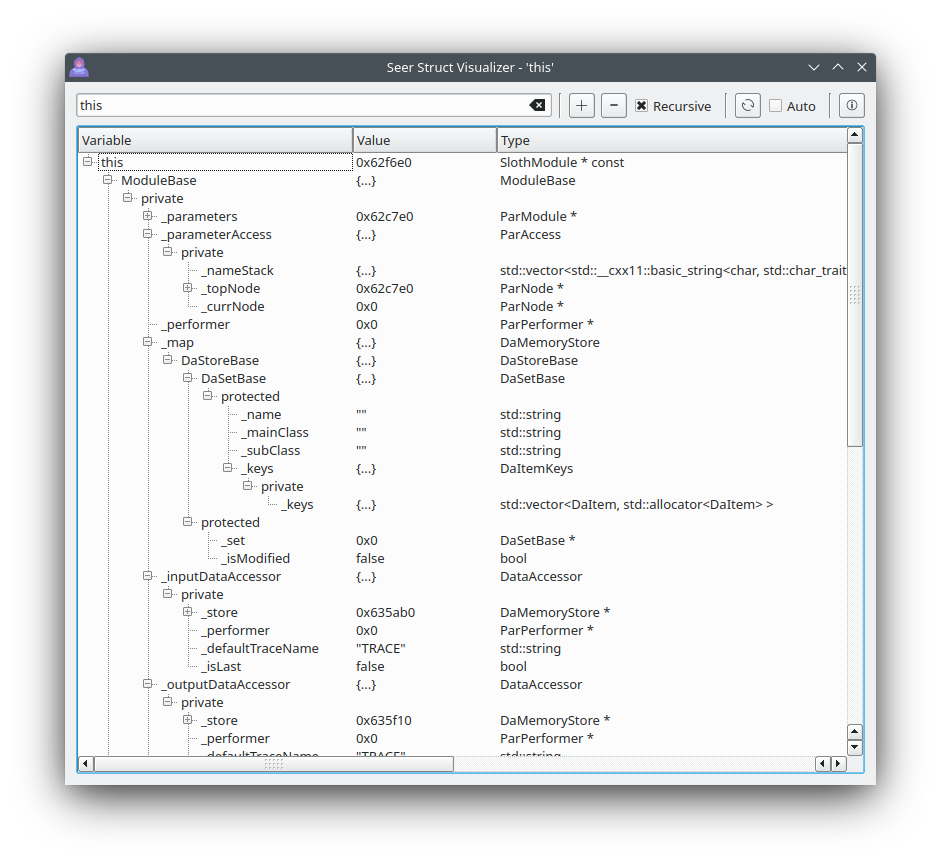 Seer Struct Visualizer - 'this'
this + − Recursive Auto
Variable Value Type
this 0x62f6e0 SlothModule * const
ModuleBase {...} ModuleBase
private
_parameters 0x62c7e0 ParModule *
_parameterAccess {...} ParAccess
private
_nameStack {...} std::vector<std::__cxx11::basic_string<char, std::char_trait
_topNode 0x62c7e0 ParNode *
_currNode 0x0 ParNode *
_performer 0x0 ParPerformer *
_map {...} DaMemoryStore
DaStoreBase {...} DaStoreBase
DaSetBase {...} DaSetBase
protected
_name "" std::string
_mainClass "" std::string
_subClass "" std::string
_keys {...} DaItemKeys
private
_keys {...} std::vector<DaItem, std::allocator<DaItem> >
protected
_set 0x0 DaSetBase *
_isModified false bool
_inputDataAccessor {...} DataAccessor
private
_store 0x635ab0 DaMemoryStore *
_performer 0x0 ParPerformer *
_defaultTraceName "TRACE" std::string
_isLast false bool
_outputDataAccessor {...} DataAccessor
private
_store 0x635f10 DaMemoryStore *
_performer 0x0 ParPerformer *
_defaultTraceName "TRACE" std::string